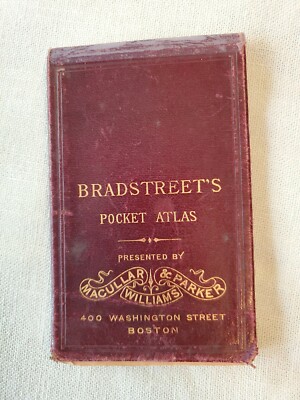 BRADSTREET'S
POCKET ATLAS
PRESENTED BY
MACULLAR WILLIAMS & PARKER
400 WASHINGTON STREET
BOSTON